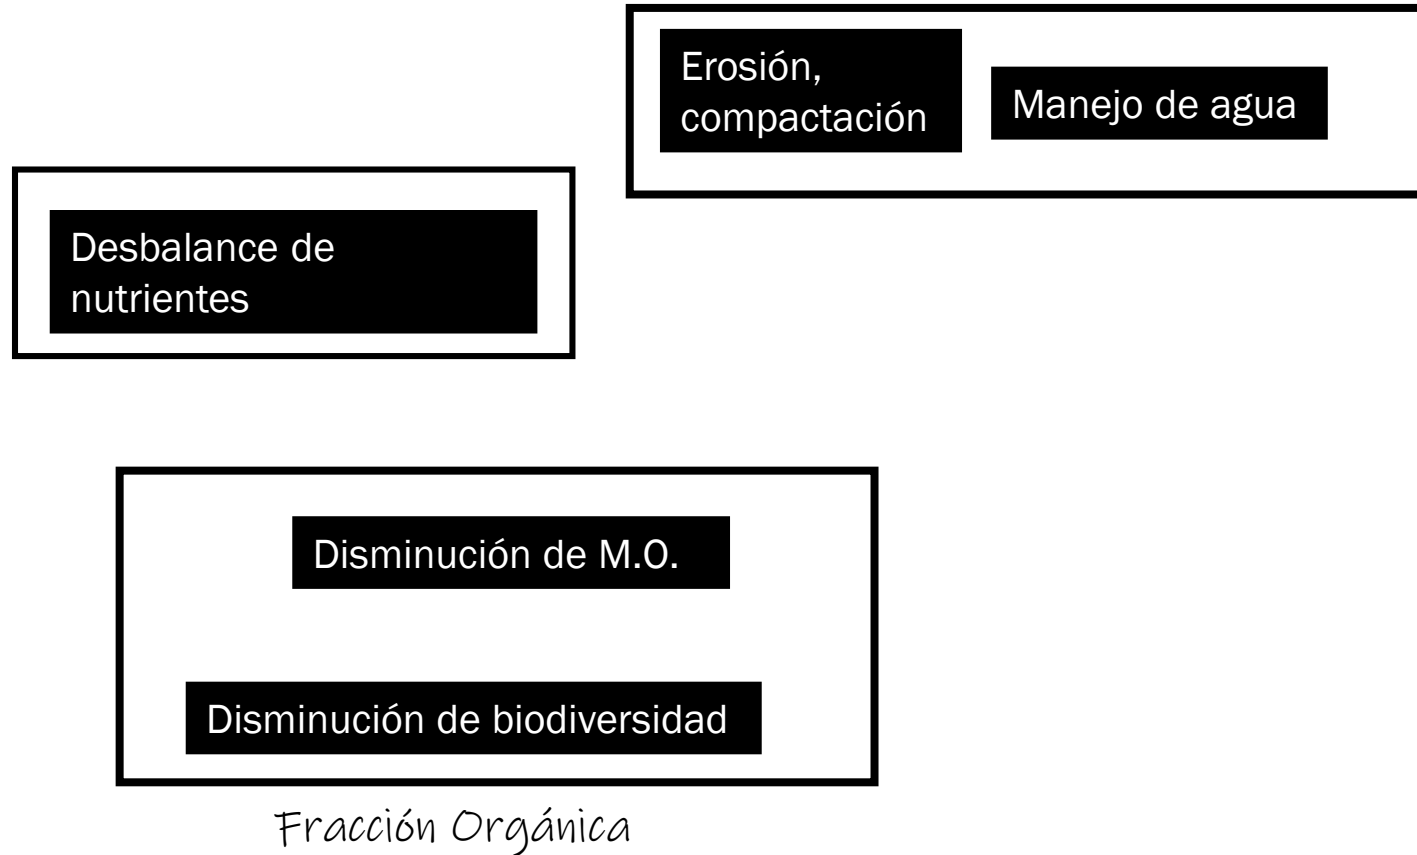 Erosión,
compactación
Manejo de agua
Desbalance de
nutrientes
Disminución de M.O.
Disminución de biodiversidad
Fracción Orgánica